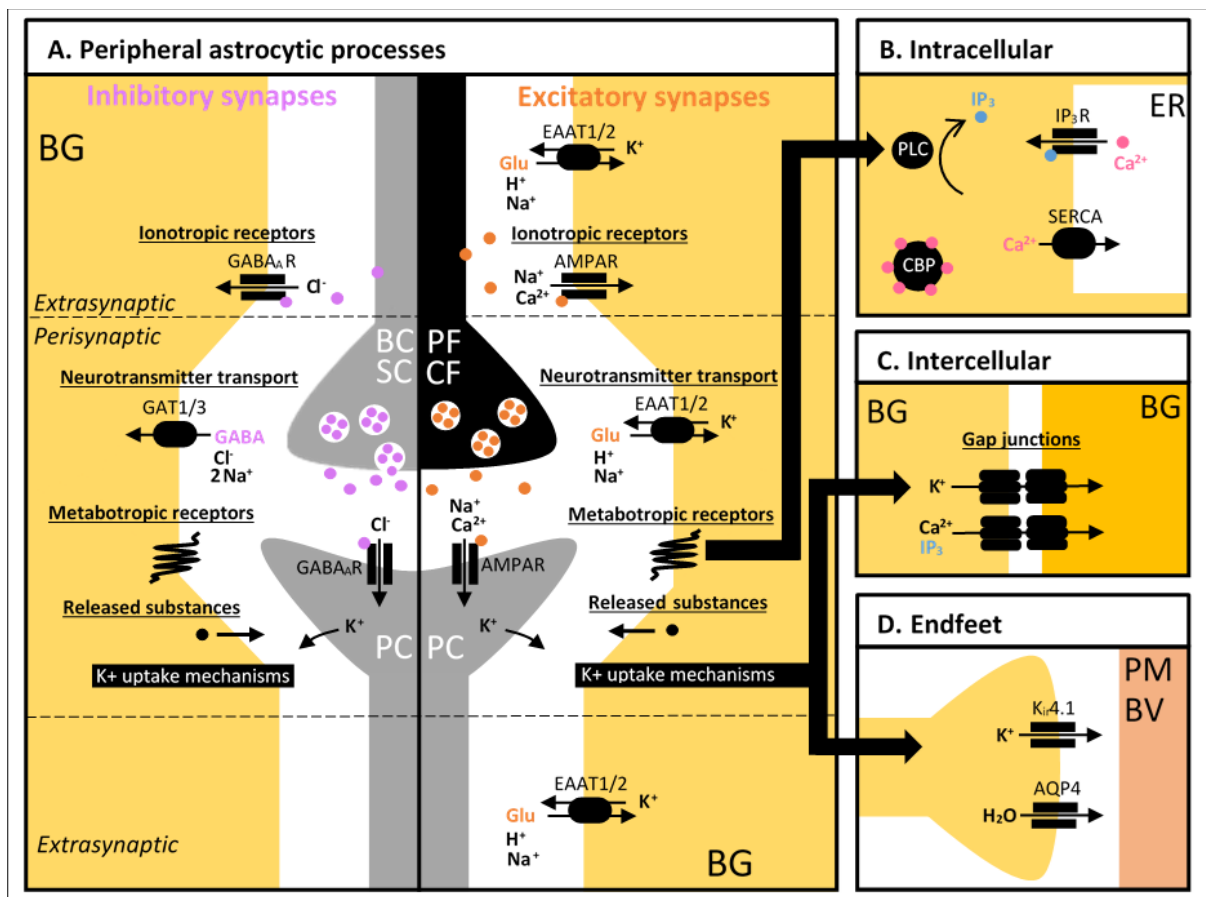 A. Peripheral astrocytic processes
Inhibitory synapses
Excitatory synapses
BG
EAAT1/2
K⁺
Glu
H⁺
Na⁺
Ionotropic receptors
GABAₐR
Cl⁻
Ionotropic receptors
AMPAR
Na⁺
Ca²⁺
Extrasynaptic
Perisynaptic
BC PF
SC CF
Neurotransmitter transport
GAT1/3
GABA
Cl⁻
2 Na⁺
Neurotransmitter transport
EAAT1/2
K⁺
Glu
H⁺
Na⁺
Metabotropic receptors
Cl⁻
GABAₐR
Na⁺
Ca²⁺
AMPAR
Metabotropic receptors
Released substances
K⁺
PC PC
K⁺
Released substances
K+ uptake mechanisms
K+ uptake mechanisms
EAAT1/2
K⁺
Glu
H⁺
Na⁺
Extrasynaptic
BG
B. Intracellular
IP₃
PLC
IP₃R
ER
Ca²⁺
SERCA
Ca²⁺
CBP
C. Intercellular
BG
BG
Gap junctions
K⁺
Ca²⁺
IP₃
D. Endfeet
PM
BV
Kᵢᵣ4.1
K⁺
AQP4
H₂O